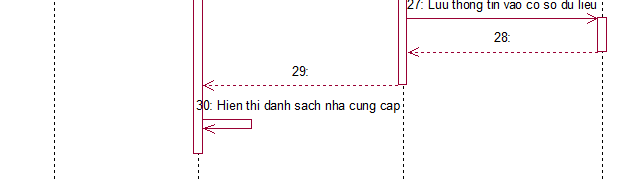 27: Luu thong tin vao co so du lieu
28:
29:
30: Hien thi danh sach nha cung cap